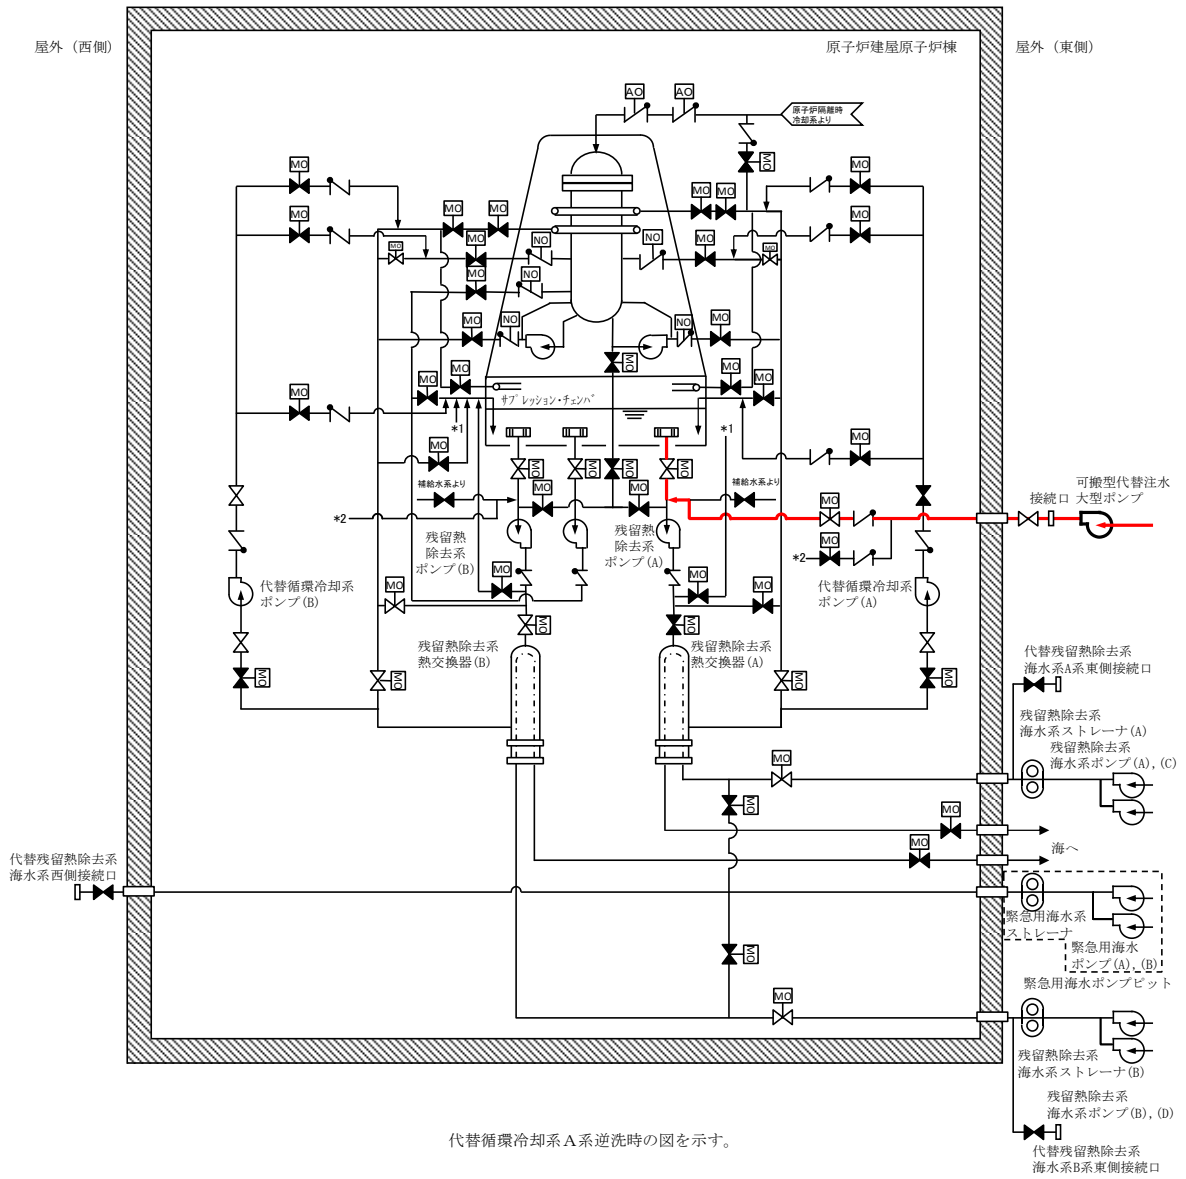 屋外（西側）
原子炉建屋原子炉棟
屋外（東側）
AO
AO
原子炉隔離時
冷却系より
MO
MO
MO
MO
MO
MO
MO
MO
MO
MO
MO
MO
NO
NO
MO
MO
MO
NO
MO
NO
NO
MO
MO
MO
MO
MO
MO
サプレッション・チェンバ
MO
*1
*1
MO
MO
MO
MO
MO
MO
MO
補給水系より
補給水系より
MO
MO
*2
MO
接続口
可搬型代替注水
大型ポンプ
残留熱
除去系
ポンプ(B)
残留熱
除去系
ポンプ(A)
MO
*2
代替循環冷却系
ポンプ(B)
MO
MO
MO
MO
代替循環冷却系
ポンプ(A)
MO
MO
残留熱除去系
熱交換器(B)
残留熱除去系
熱交換器(A)
MO
MO
MO
MO
代替残留熱除去系
海水系A系東側接続口
残留熱除去系
海水系ストレーナ(A)
残留熱除去系
海水系ポンプ(A),(C)
MO
MO
MO
MO
海へ
代替残留熱除去系
海水系西側接続口
緊急用海水系
ストレーナ
緊急用海水
ポンプ(A),(B)
MO
緊急用海水ポンプピット
MO
残留熱除去系
海水系ストレーナ(B)
残留熱除去系
海水系ポンプ(B),(D)
代替循環冷却系Ａ系逆洗時の図を示す。
代替残留熱除去系
海水系B系東側接続口